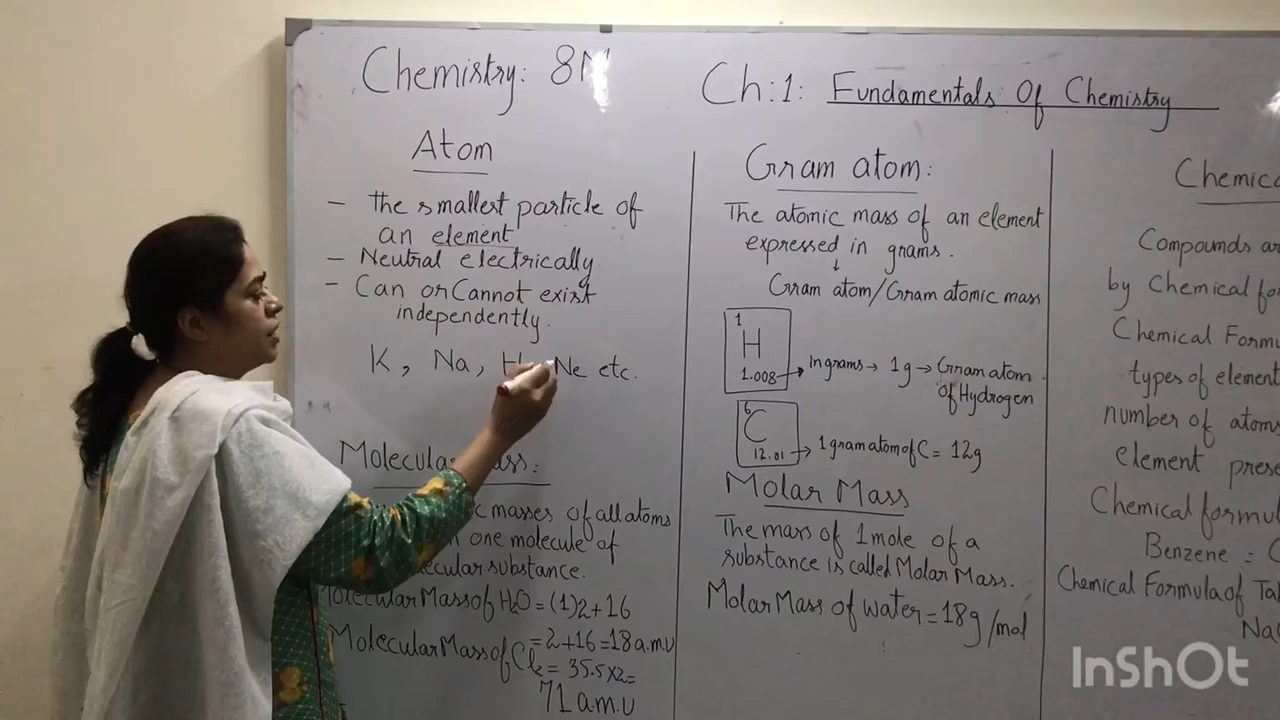 Chemistry: 8N
Ch:1: Fundamentals Of Chemistry
Atom
- The smallest particle of
an element
- Neutral electrically
- Can or Cannot exist
independently.
K, Na, H Ne etc.
Molecular Mass:
masses of all atoms
one molecule of
substance.
Molecular Mass of H2O = (1)2+16
= 2+16 = 18 a.m.u
Molecular Mass of Cl2 = 35.5x2=
71 a.m.u
Gram atom:
The atomic mass of an element
expressed in grams.
↓
Gram atom/Gram atomic mass
1
H
1.008 → In grams → 1g → Gram atom
of Hydrogen
6
C
12.01 → 1 gram atom of C = 12g
Molar Mass
The mass of 1 mole of a
substance is called Molar Mass.
Molar Mass of water = 18g/mol
Chemica
Compounds ar
by Chemical fo
Chemical Formu
types of element
number of atoms
element prese
Chemical formu
Benzene = C
Chemical Formula of Ta
Na
InShOt